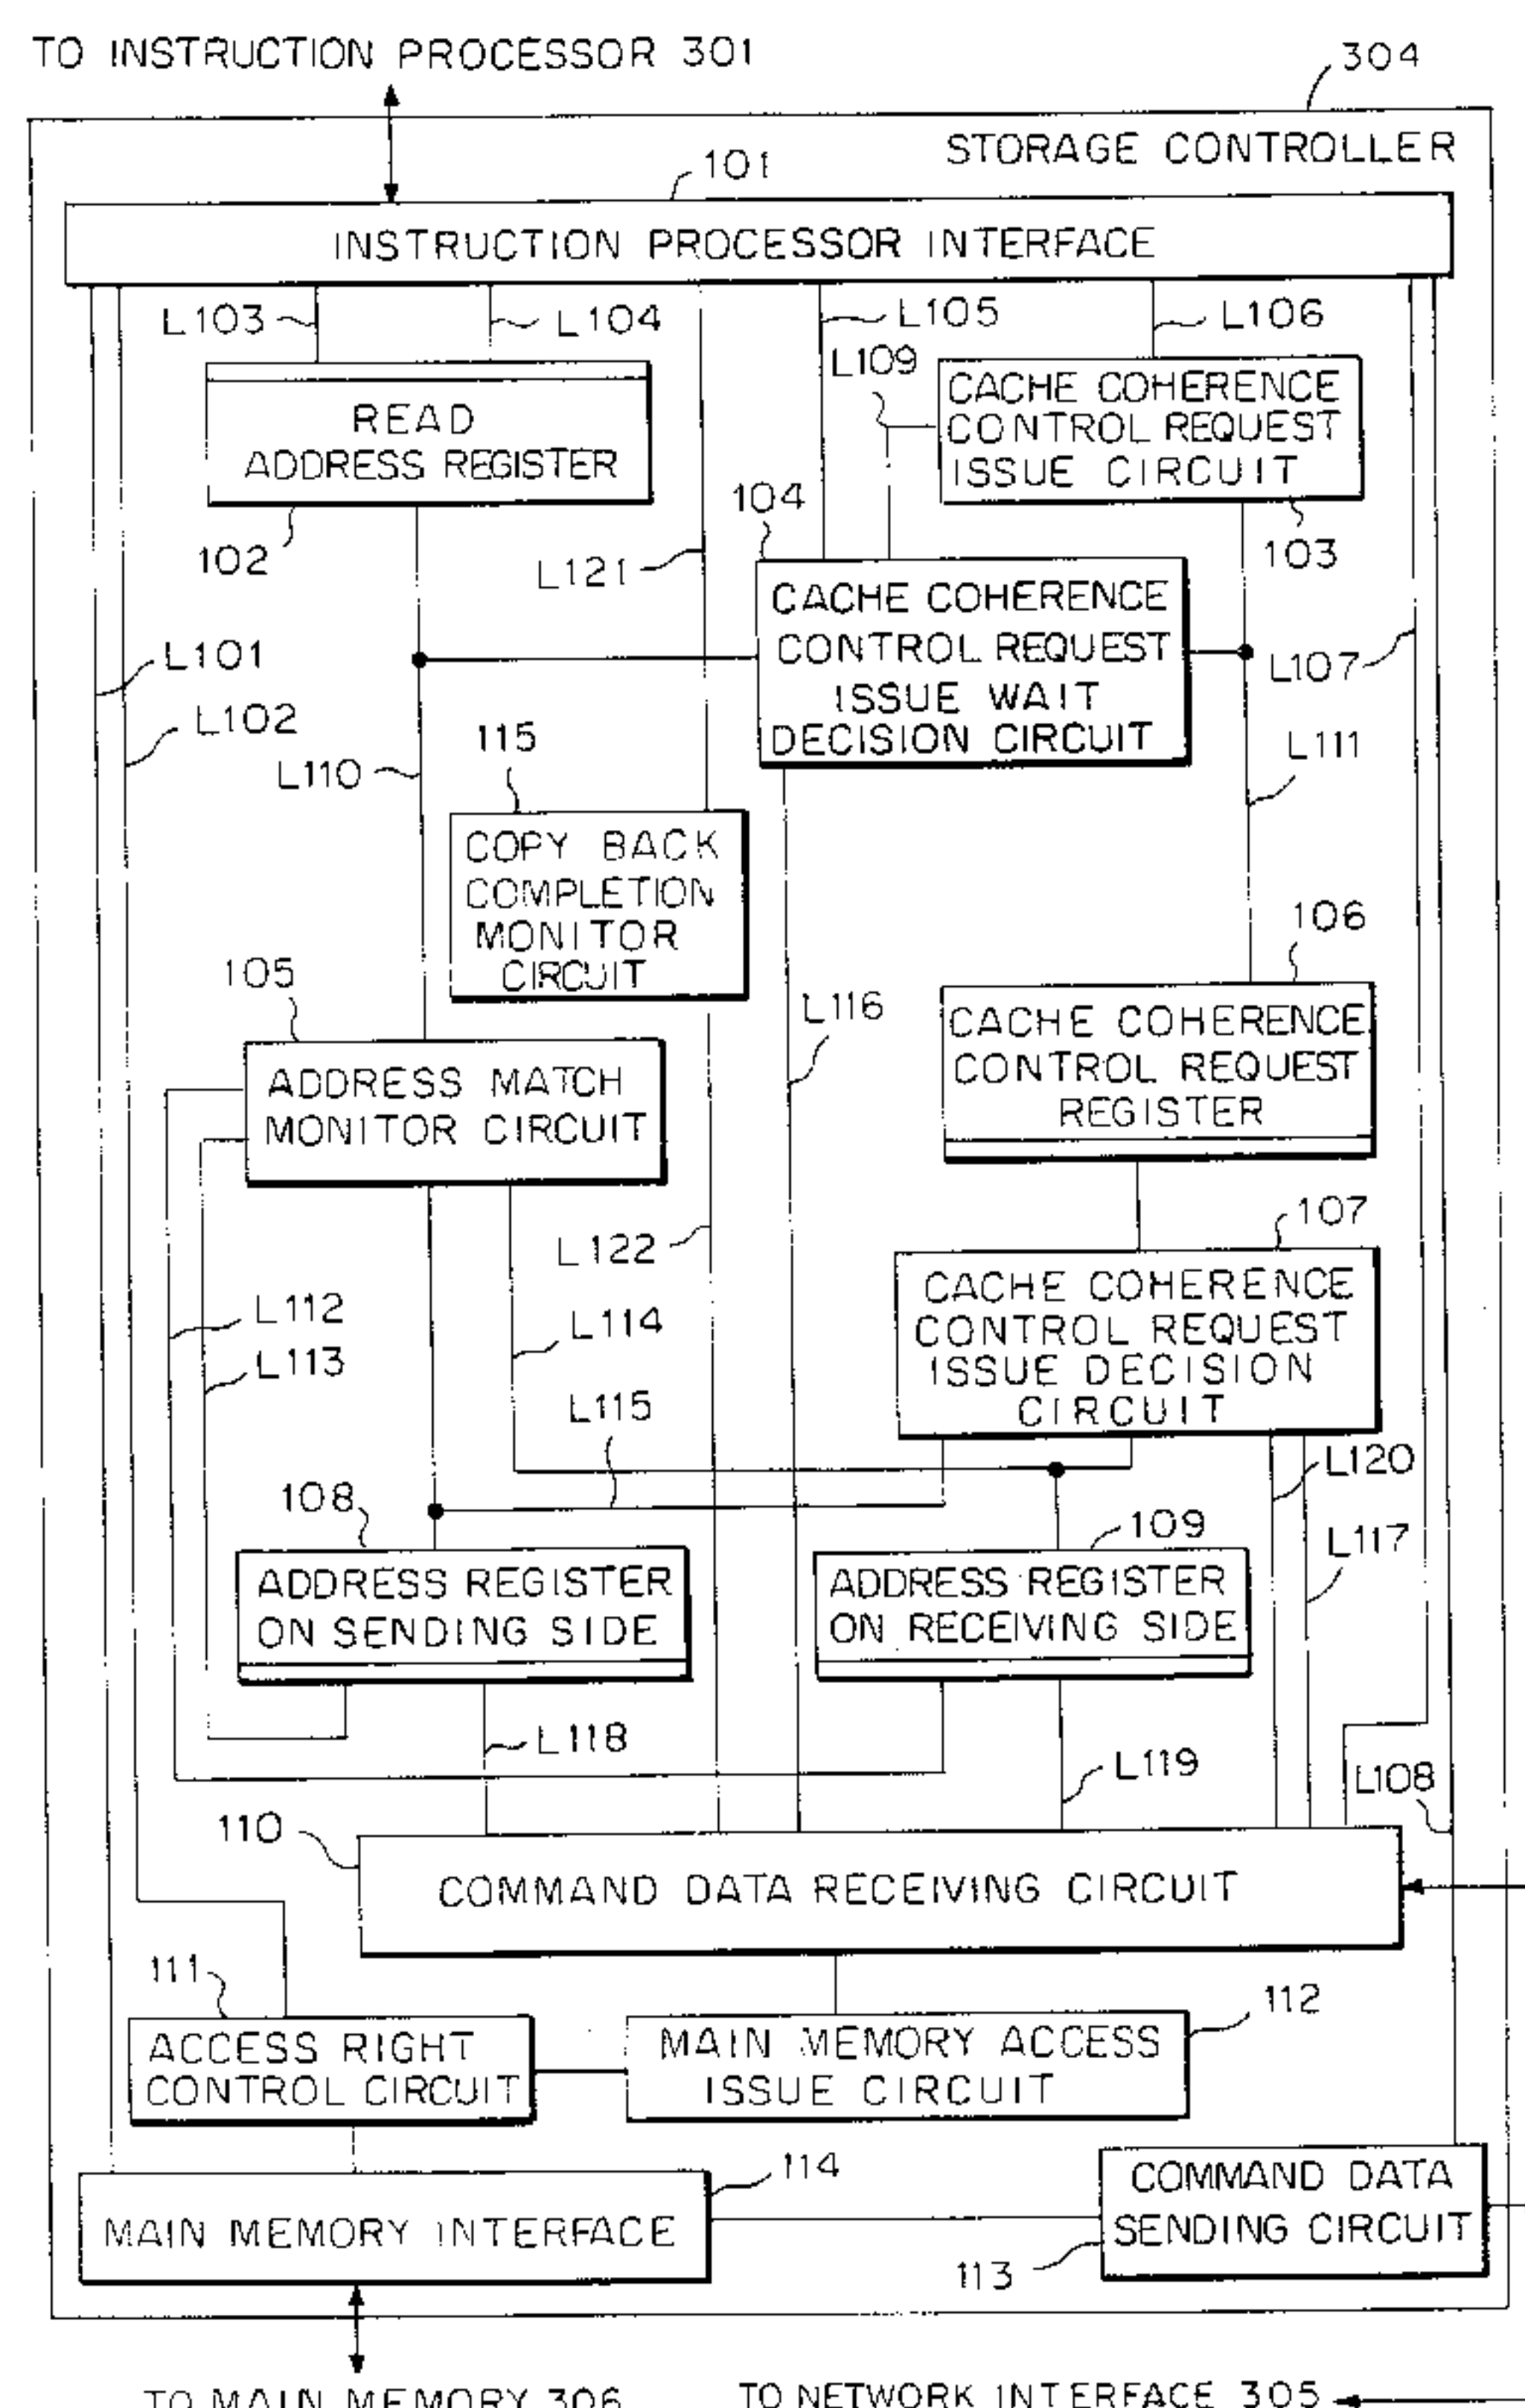 TO INSTRUCTION PROCESSOR 301
304
STORAGE CONTROLLER
101
INSTRUCTION PROCESSOR INTERFACE
L103
L104
L105
L106
L109
READ
ADDRESS REGISTER
CACHE COHERENCE
CONTROL REQUEST
ISSUE CIRCUIT
102
L121
104
103
CACHE COHERENCE
CONTROL REQUEST
ISSUE WAIT
DECISION CIRCUIT
L101
L102
L107
L110
115
L111
COPY BACK
COMPLETION
MONITOR
CIRCUIT
105
106
L116
ADDRESS MATCH
MONITOR CIRCUIT
CACHE COHERENCE
CONTROL REQUEST
REGISTER
L122
107
CACHE COHERENCE
CONTROL REQUEST
ISSUE DECISION
CIRCUIT
L112
L113
L114
L115
L120
L117
108
109
ADDRESS REGISTER
ON SENDING SIDE
ADDRESS REGISTER
ON RECEIVING SIDE
L118
L119
L108
110
COMMAND DATA RECEIVING CIRCUIT
111
112
ACCESS RIGHT
CONTROL CIRCUIT
MAIN MEMORY ACCESS
ISSUE CIRCUIT
114
MAIN MEMORY INTERFACE
COMMAND DATA
SENDING CIRCUIT
113
TO MAIN MEMORY 306
TO NETWORK INTERFACE 305